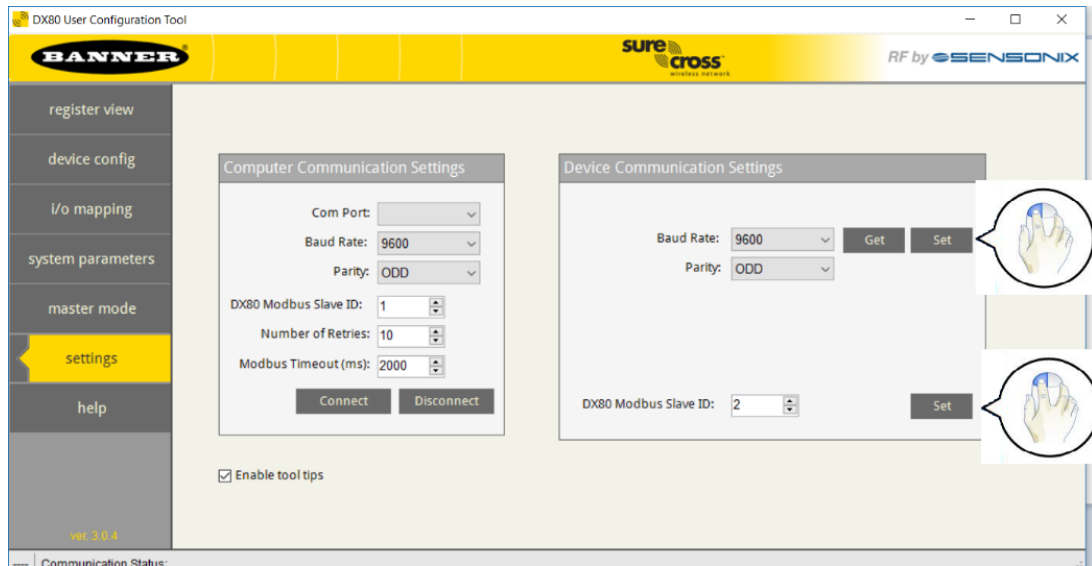 DX80 User Configuration Tool
BANNER
sure cross
wireless network
RF by SENSONIX
register view
device config
i/o mapping
system parameters
master mode
settings
help
ver. 3.0.4
Computer Communication Settings
Com Port:
Baud Rate: 9600
Parity: ODD
DX80 Modbus Slave ID: 1
Number of Retries: 10
Modbus Timeout (ms): 2000
Connect Disconnect
Enable tool tips
Device Communication Settings
Baud Rate: 9600 Get Set
Parity: ODD
DX80 Modbus Slave ID: 2 Set
---- Communication Status: